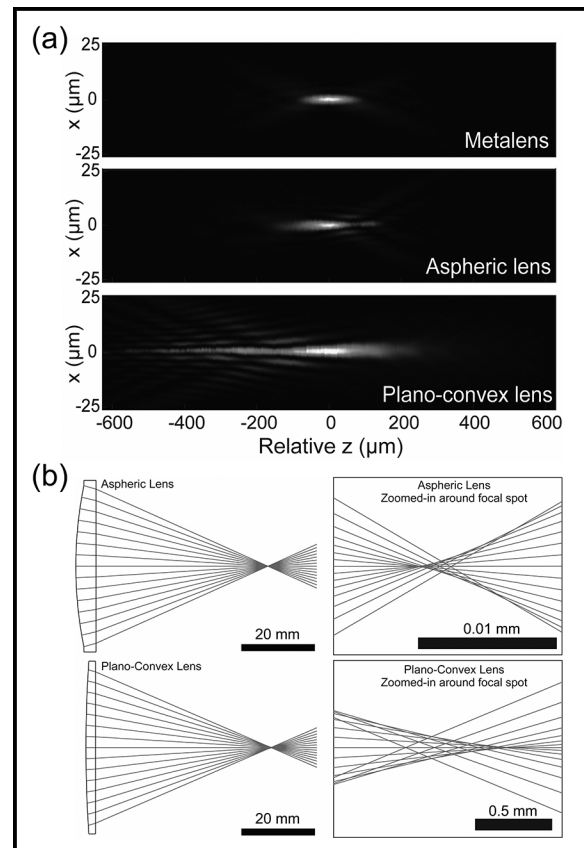 (a)
25
x (µm)
0
-25
Metalens
25
x (µm)
0
-25
Aspheric lens
25
x (µm)
0
-25
Plano-convex lens
-600 -400 -200 0 200 400 600
Relative z (µm)
(b)
Aspheric Lens
20 mm
Aspheric Lens
Zoomed-in around focal spot
0.01 mm
Plano-Convex Lens
20 mm
Plano-Convex Lens
Zoomed-in around focal spot
0.5 mm